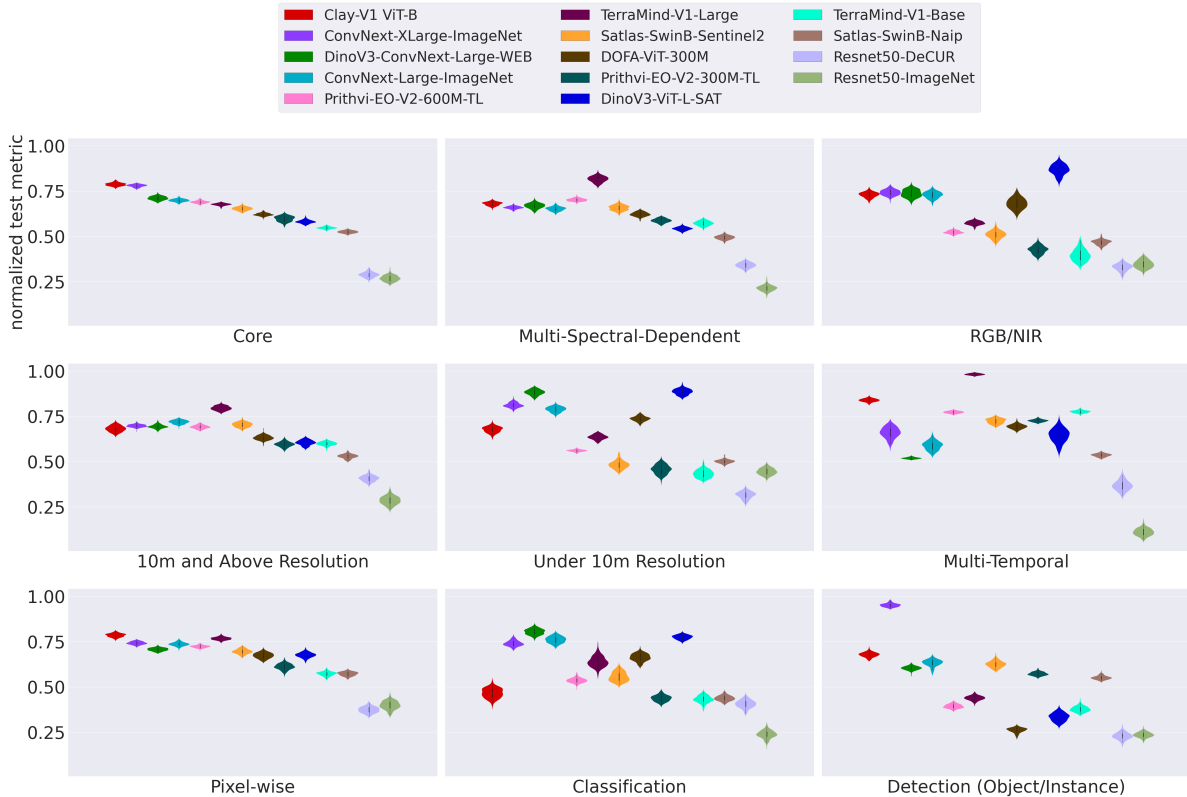 Clay-V1 ViT-B
ConvNext-XLarge-ImageNet
DinoV3-ConvNext-Large-WEB
ConvNext-Large-ImageNet
Prithvi-EO-V2-600M-TL
TerraMind-V1-Large
Satlas-SwinB-Sentinel2
DOFA-ViT-300M
Prithvi-EO-V2-300M-TL
DinoV3-ViT-L-SAT
TerraMind-V1-Base
Satlas-SwinB-Naip
Resnet50-DeCUR
Resnet50-ImageNet
normalized test metric
1.00
0.75
0.50
0.25
Core
Multi-Spectral-Dependent
RGB/NIR
1.00
0.75
0.50
0.25
10m and Above Resolution
Under 10m Resolution
Multi-Temporal
1.00
0.75
0.50
0.25
Pixel-wise
Classification
Detection (Object/Instance)